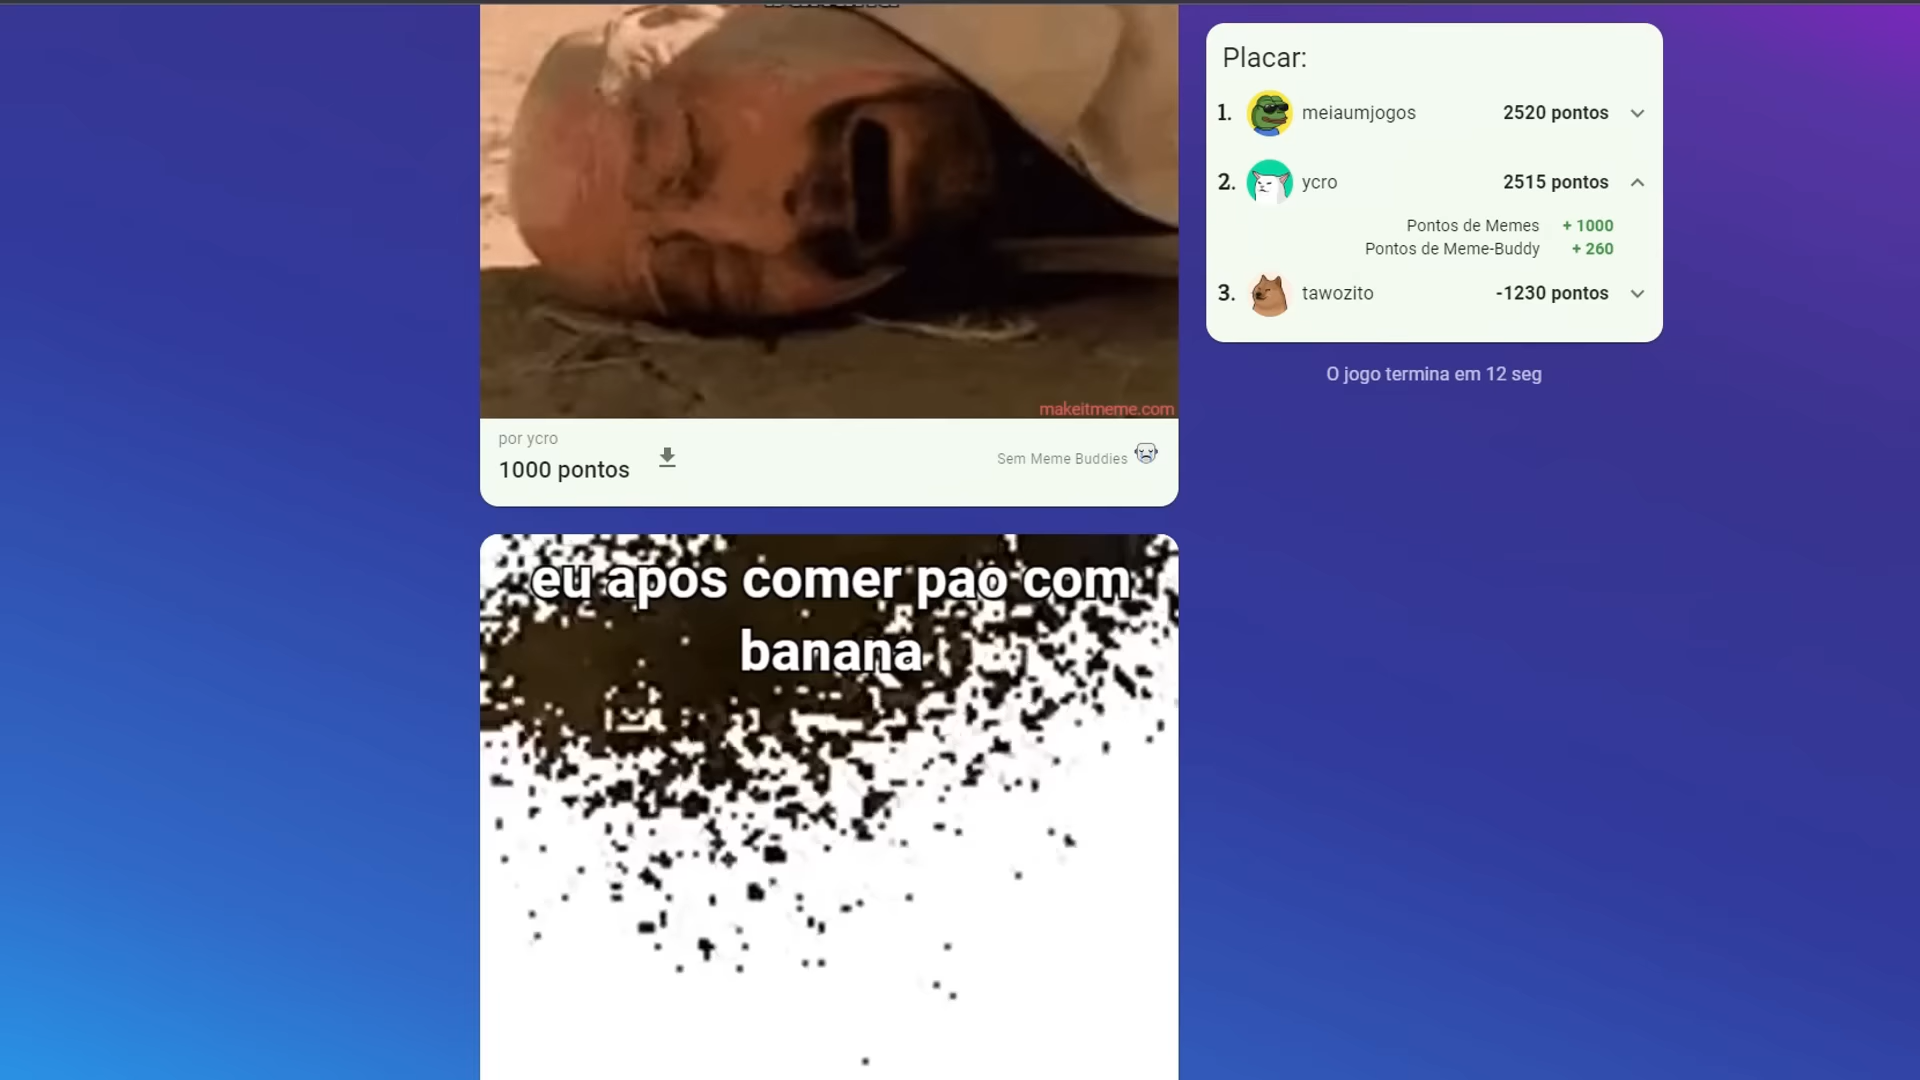 makeitmeme.com
por ycro
1000 pontos
Sem Meme Buddies
eu apos comer pao com
banana
Placar:
1. meiaumjogos 2520 pontos
2. ycro 2515 pontos
Pontos de Memes + 1000
Pontos de Meme-Buddy + 260
3. tawozito -1230 pontos
O jogo termina em 12 seg